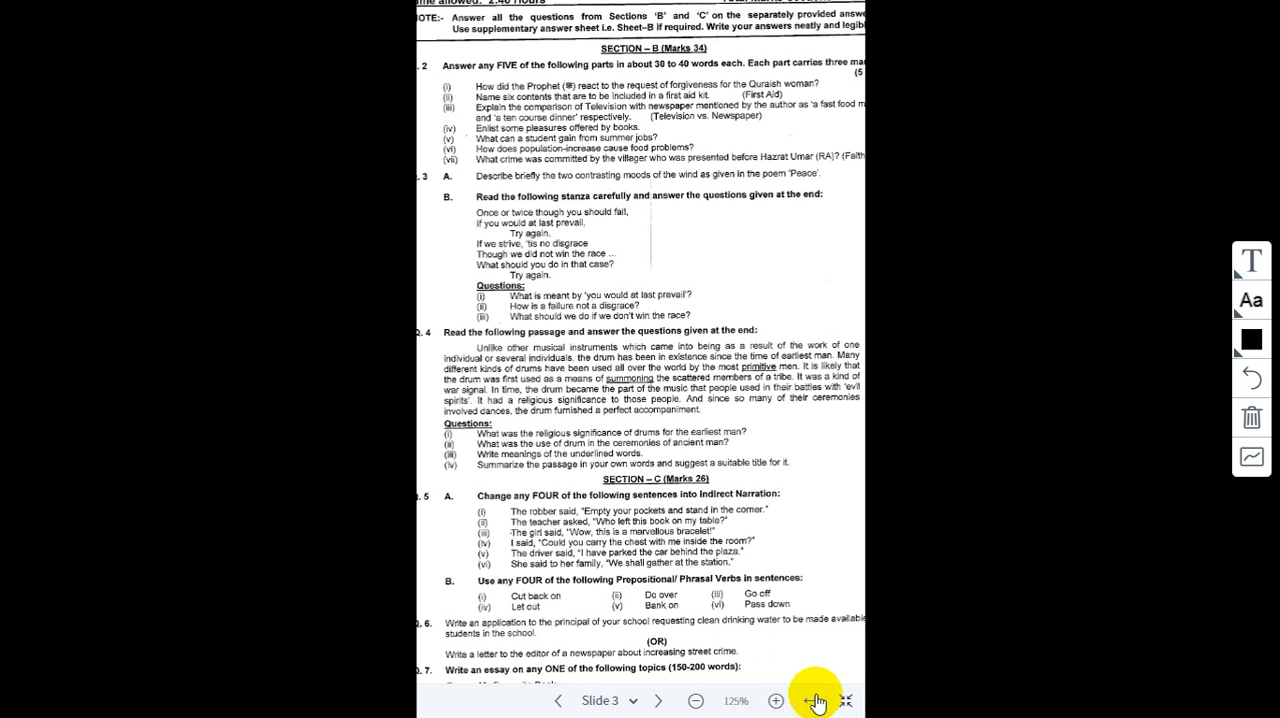 me allowed: 2:40 Hours
OTE:- Answer all the questions from Sections 'B' and 'C' on the separately provided answe
Use supplementary answer sheet i.e. Sheet–B if required. Write your answers neatly and legibl
SECTION – B (Marks 34)
. 2 Answer any FIVE of the following parts in about 30 to 40 words each. Each part carries three mar
(5
(i) How did the Prophet (ﷺ) react to the request of forgiveness for the Quraish woman?
(ii) Name six contents that are to be included in a first aid kit. (First Aid)
(iii) Explain the comparison of Television with newspaper mentioned by the author as 'a fast food m
and 'a ten course dinner' respectively. (Television vs. Newspaper)
(iv) Enlist some pleasures offered by books.
(v) What can a student gain from summer jobs?
(vi) How does population-increase cause food problems?
(vii) What crime was committed by the villager who was presented before Hazrat Umar (RA)? (Faith
. 3 A. Describe briefly the two contrasting moods of the wind as given in the poem 'Peace'.
B. Read the following stanza carefully and answer the questions given at the end:
Once or twice though you should fail,
If you would at last prevail,
Try again.
If we strive, 'tis no disgrace
Though we did not win the race ...
What should you do in that case?
Try again.
Questions:
(i) What is meant by 'you would at last prevail'?
(ii) How is a failure not a disgrace?
(iii) What should we do if we don't win the race?
Q. 4 Read the following passage and answer the questions given at the end:
Unlike other musical instruments which came into being as a result of the work of one
individual or several individuals, the drum has been in existence since the time of earliest man. Many
different kinds of drums have been used all over the world by the most primitive men. It is likely that
the drum was first used as a means of summoning the scattered members of a tribe. It was a kind of
war signal. In time, the drum became the part of the music that people used in their battles with 'evil
spirits'. It had a religious significance to those people. And since so many of their ceremonies
involved dances, the drum furnished a perfect accompaniment.
Questions:
(i) What was the religious significance of drums for the earliest man?
(ii) What was the use of drum in the ceremonies of ancient man?
(iii) Write meanings of the underlined words.
(iv) Summarize the passage in your own words and suggest a suitable title for it.
SECTION – C (Marks 26)
. 5 A. Change any FOUR of the following sentences into Indirect Narration:
(i) The robber said, "Empty your pockets and stand in the corner."
(ii) The teacher asked, "Who left this book on my table?"
(iii) The girl said, "Wow, this is a marvellous bracelet!"
(iv) I said, "Could you carry the chest with me inside the room?"
(v) The driver said, "I have parked the car behind the plaza."
(vi) She said to her family, "We shall gather at the station."
B. Use any FOUR of the following Prepositional/ Phrasal Verbs in sentences:
(i) Cut back on (ii) Do over (iii) Go off
(iv) Let out (v) Bank on (vi) Pass down
. 6. Write an application to the principal of your school requesting clean drinking water to be made available
students in the school.
(OR)
Write a letter to the editor of a newspaper about increasing street crime.
. 7. Write an essay on any ONE of the following topics (150-200 words):
Slide 3
125%
T
Aa